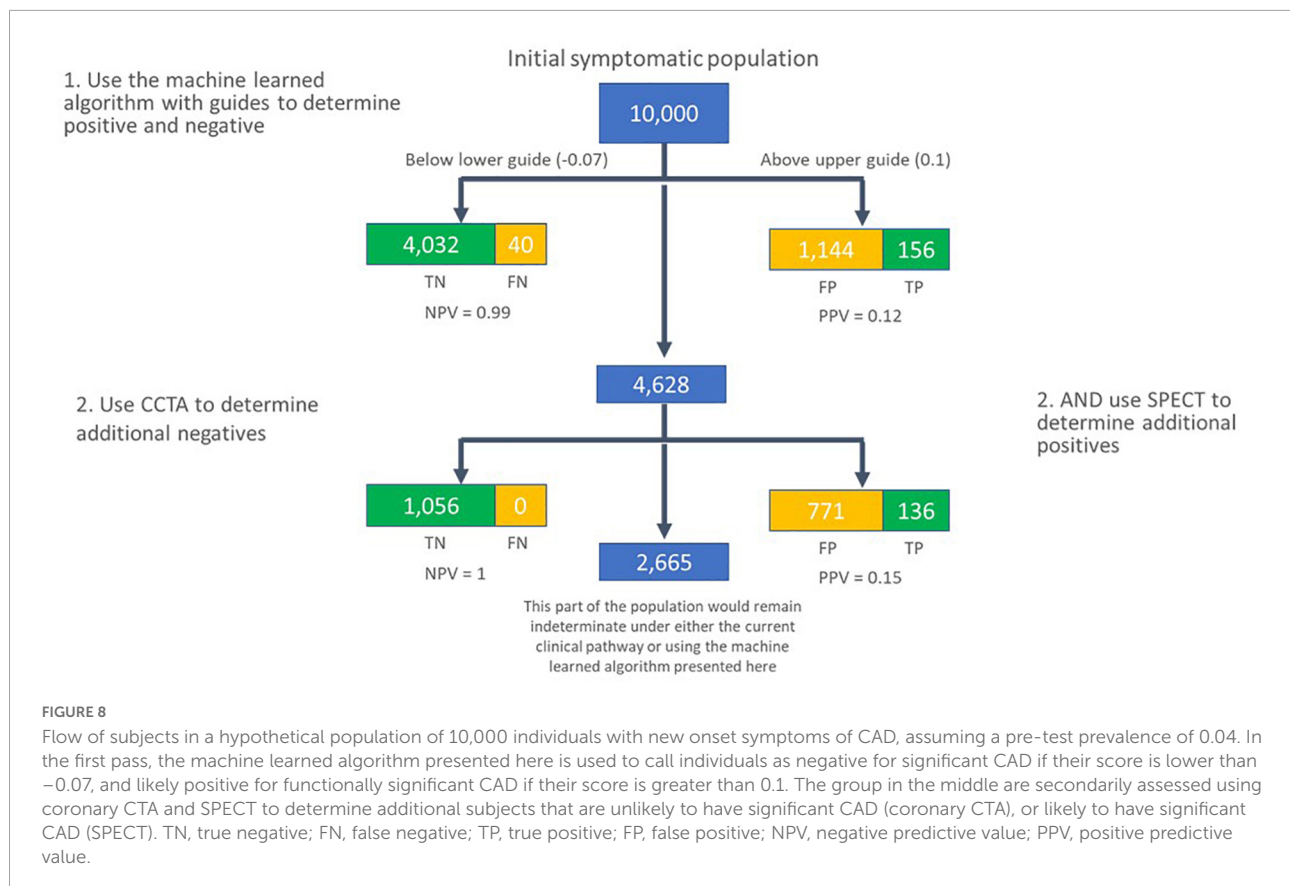 Initial symptomatic population
1. Use the machine learned
algorithm with guides to determine
positive and negative
10,000
Below lower guide (-0.07)
Above upper guide (0.1)
4,032 40
TN FN
NPV = 0.99
1,144 156
FP TP
PPV = 0.12
4,628
2. Use CCTA to determine
additional negatives
2. AND use SPECT to
determine additional
positives
1,056 0
TN FN
NPV = 1
2,665
771 136
FP TP
PPV = 0.15
This part of the population would remain
indeterminate under either the current
clinical pathway or using the machine
learned algorithm presented here
FIGURE 8
Flow of subjects in a hypothetical population of 10,000 individuals with new onset symptoms of CAD, assuming a pre-test prevalence of 0.04. In
the first pass, the machine learned algorithm presented here is used to call individuals as negative for significant CAD if their score is lower than
−0.07, and likely positive for functionally significant CAD if their score is greater than 0.1. The group in the middle are secondarily assessed using
coronary CTA and SPECT to determine additional subjects that are unlikely to have significant CAD (coronary CTA), or likely to have significant
CAD (SPECT). TN, true negative; FN, false negative; TP, true positive; FP, false positive; NPV, negative predictive value; PPV, positive predictive
value.